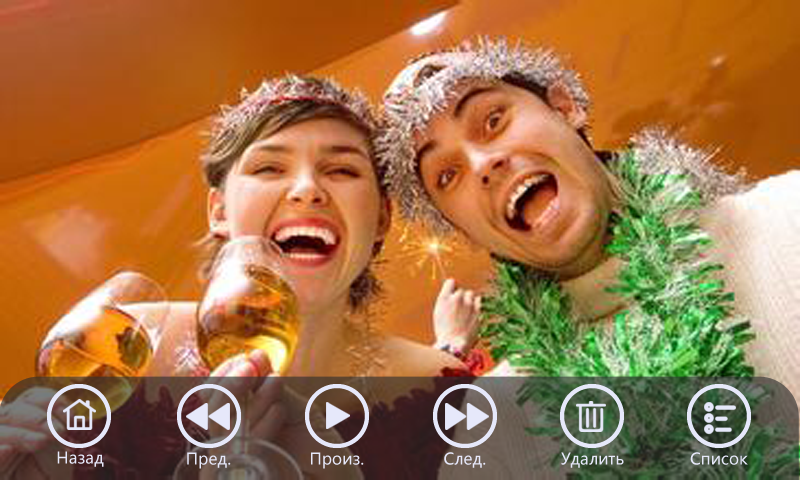 Назад
Пред.
Произ.
След.
Удалить
Список